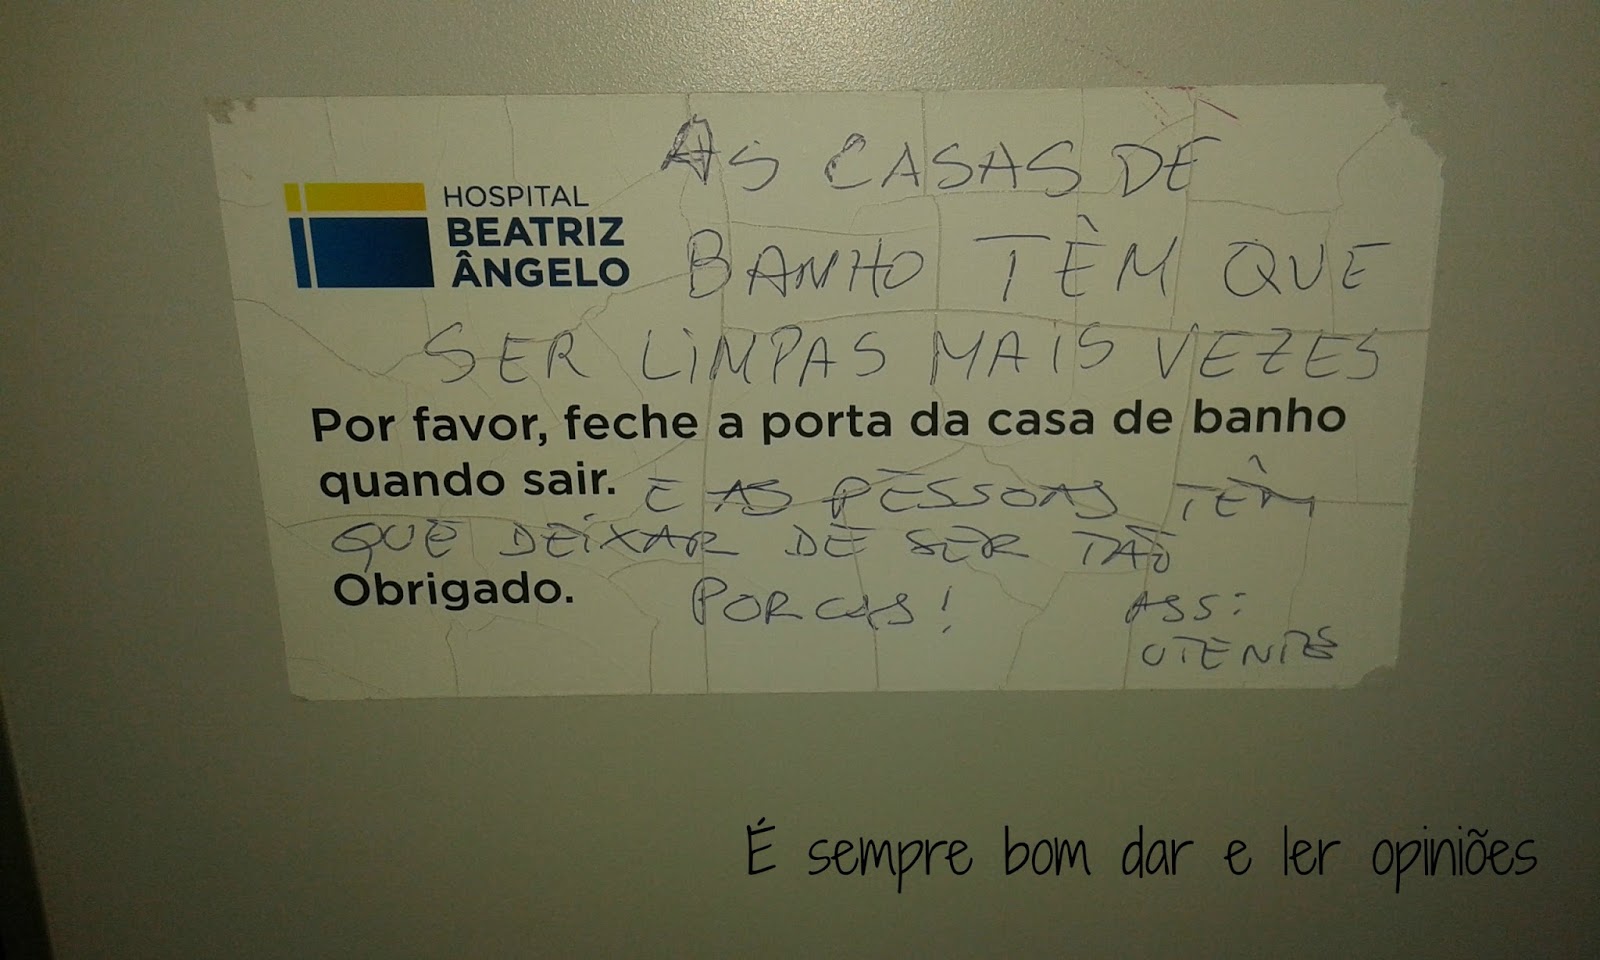 HOSPITAL
BEATRIZ
ÂNGELO
AS CASAS DE
BANHO TÈM QUE
SER LIMPAS MAIS VEZES
Por favor, feche a porta da casa de banho
quando sair.
E AS PESSOAS TÊM
QUE DEIXAR DE SER TÃO
Obrigado.
PORCAS!
ASS:
UTENTES
É sempre bom dar e ler opiniões